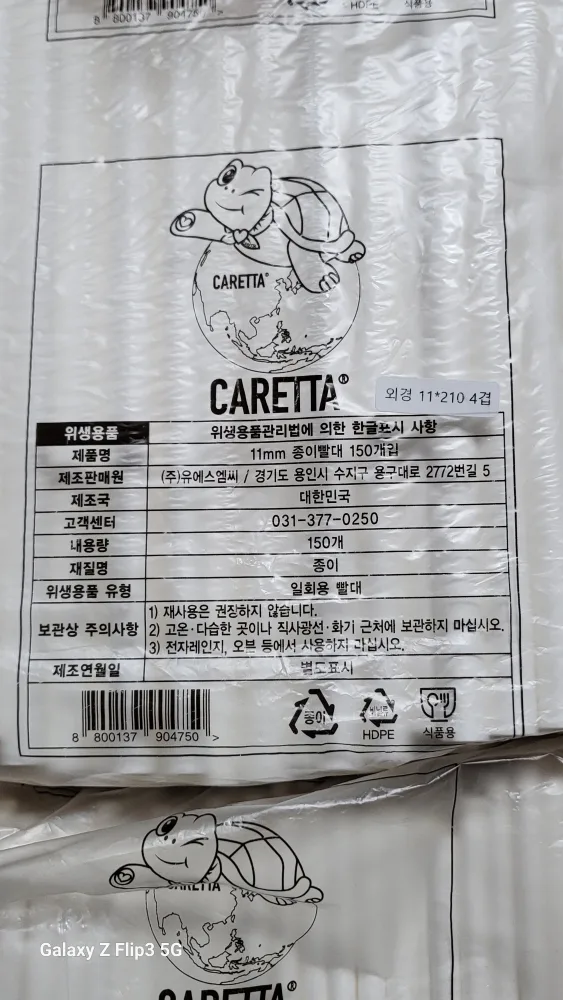 8 800137 904750 >
HDPE
식품용
CARETTA®
CARETTA®
외경 11*210 4겹
위생용품 위생용품관리법에 의한 한글표시 사항
제품명 11mm 종이빨대 150개입
제조판매원 (주)유에스엠씨 / 경기도 용인시 수지구 용구대로 2772번길 5
제조국 대한민국
고객센터 031-377-0250
내용량 150개
재질명 종이
위생용품 유형 일회용 빨대
보관상 주의사항
1) 재사용은 권장하지 않습니다.
2) 고온·다습한 곳이나 직사광선·화기 근처에 보관하지 마십시오.
3) 전자레인지, 오브 등에서 사용하지 마십시오.
제조연월일 별도표시
8 800137 904750 >
종이
비닐류
HDPE
식품용
CARETTA
Galaxy Z Flip3 5G
CARETTA®